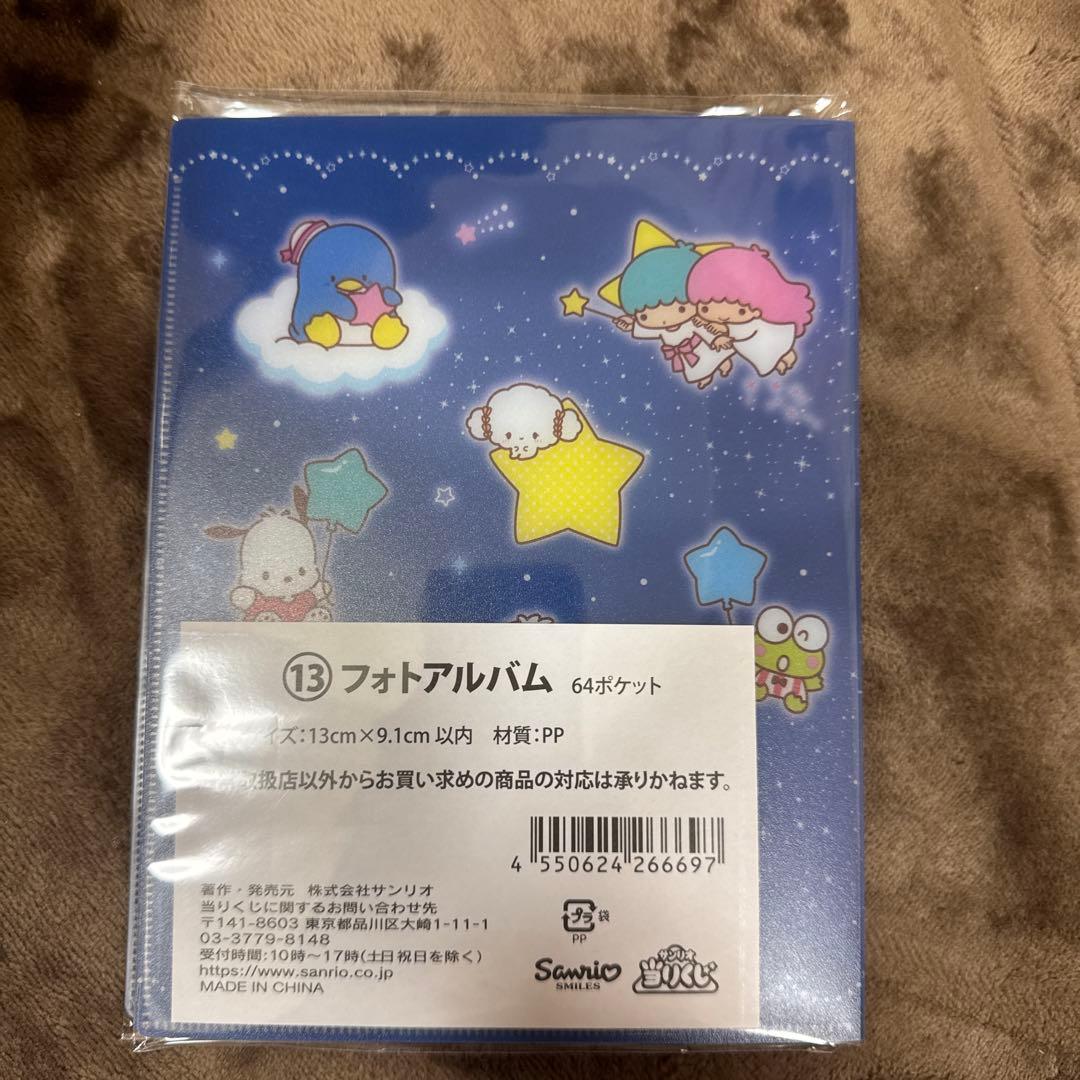 ⑬フォトアルバム 64ポケット
イズ:13cm×9.1cm 以内 材質:PP
取扱店以外からお買い求めの商品の対応は承りかねます。
4 550624 266697
著作・発売元 株式会社サンリオ
当りくじに関するお問い合わせ先
〒141-8603 東京都品川区大崎1-11-1
03-3779-8148
受付時間:10時〜17時(土日祝日を除く)
https://www.sanrio.co.jp
MADE IN CHINA
プラ 袋
PP
Sanrio
SMILES
サンリオ
当りくじ